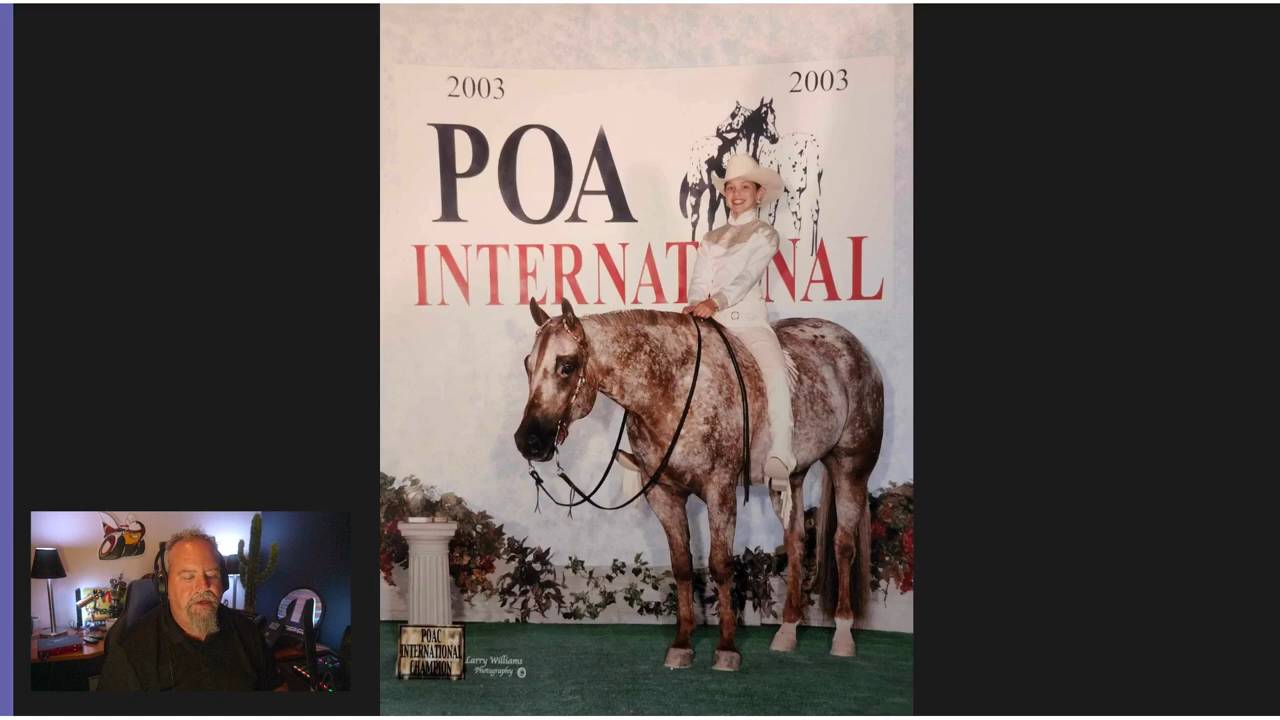 2003
2003
POA
INTERNATIONAL
POAC
INTERNATIONAL
CHAMPION
Larry Williams
Photography ©